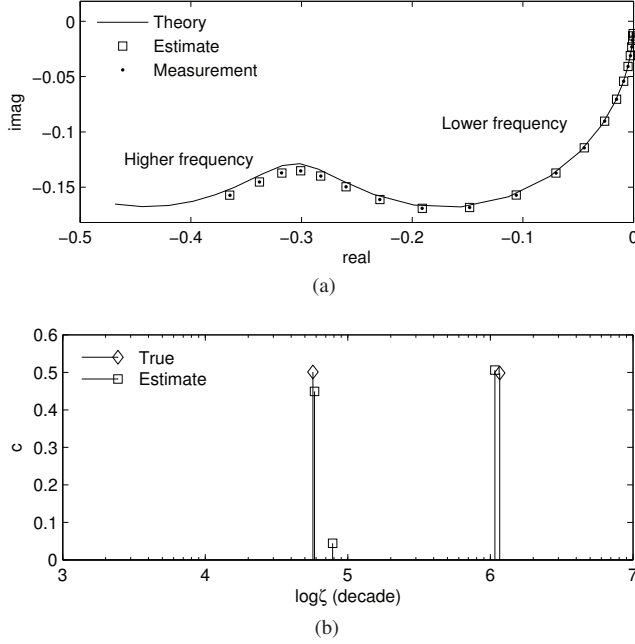 0
−0.05
−0.1
−0.15
imag
Theory
Estimate
Measurement
Lower frequency
Higher frequency
−0.5 −0.4 −0.3 −0.2 −0.1 0
real
(a)
0.6
0.5
0.4
0.3
0.2
0.1
0
c
True
Estimate
3 4 5 6 7
logζ (decade)
(b)